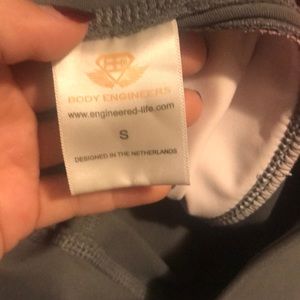 BODY ENGINEERS
www.engineered-life.com
S
DESIGNED IN THE NETHERLANDS